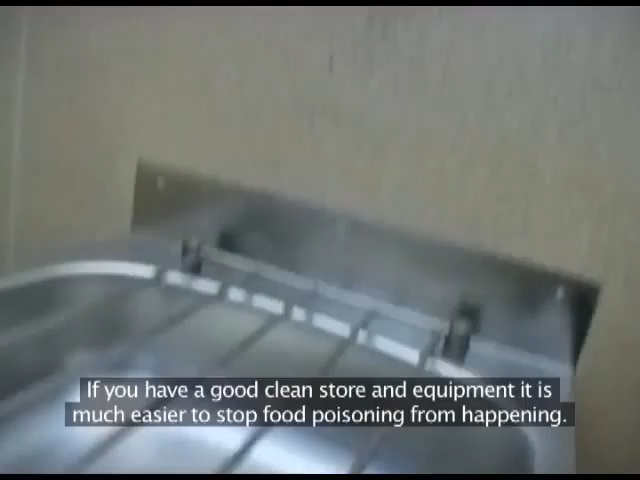 If you have a good clean store and equipment it is
much easier to stop food poisoning from happening.